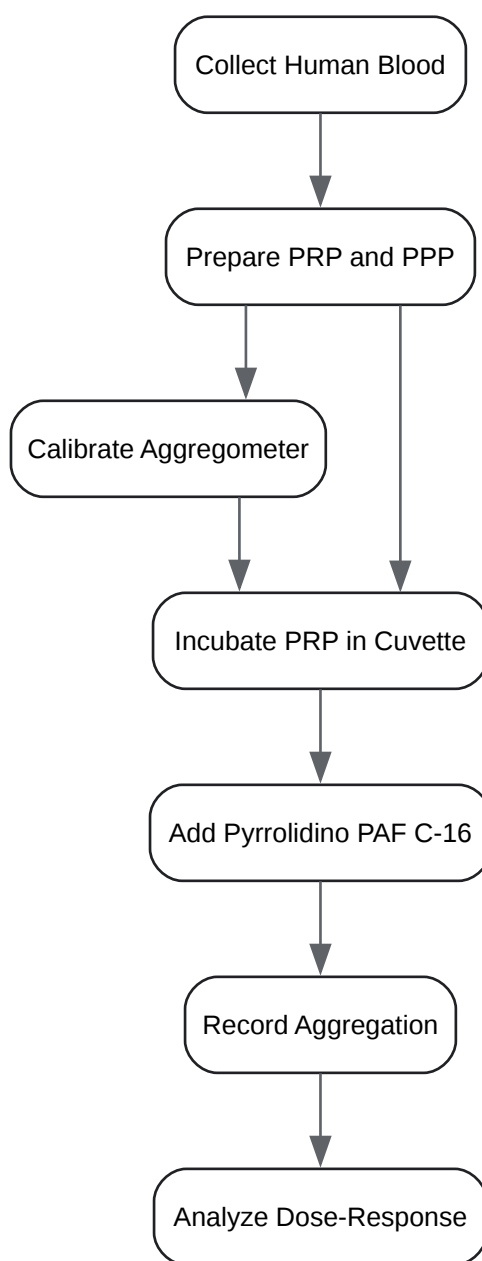 Collect Human Blood
Prepare PRP and PPP
Calibrate Aggregometer
Incubate PRP in Cuvette
Add Pyrrolidino PAF C-16
Record Aggregation
Analyze Dose-Response